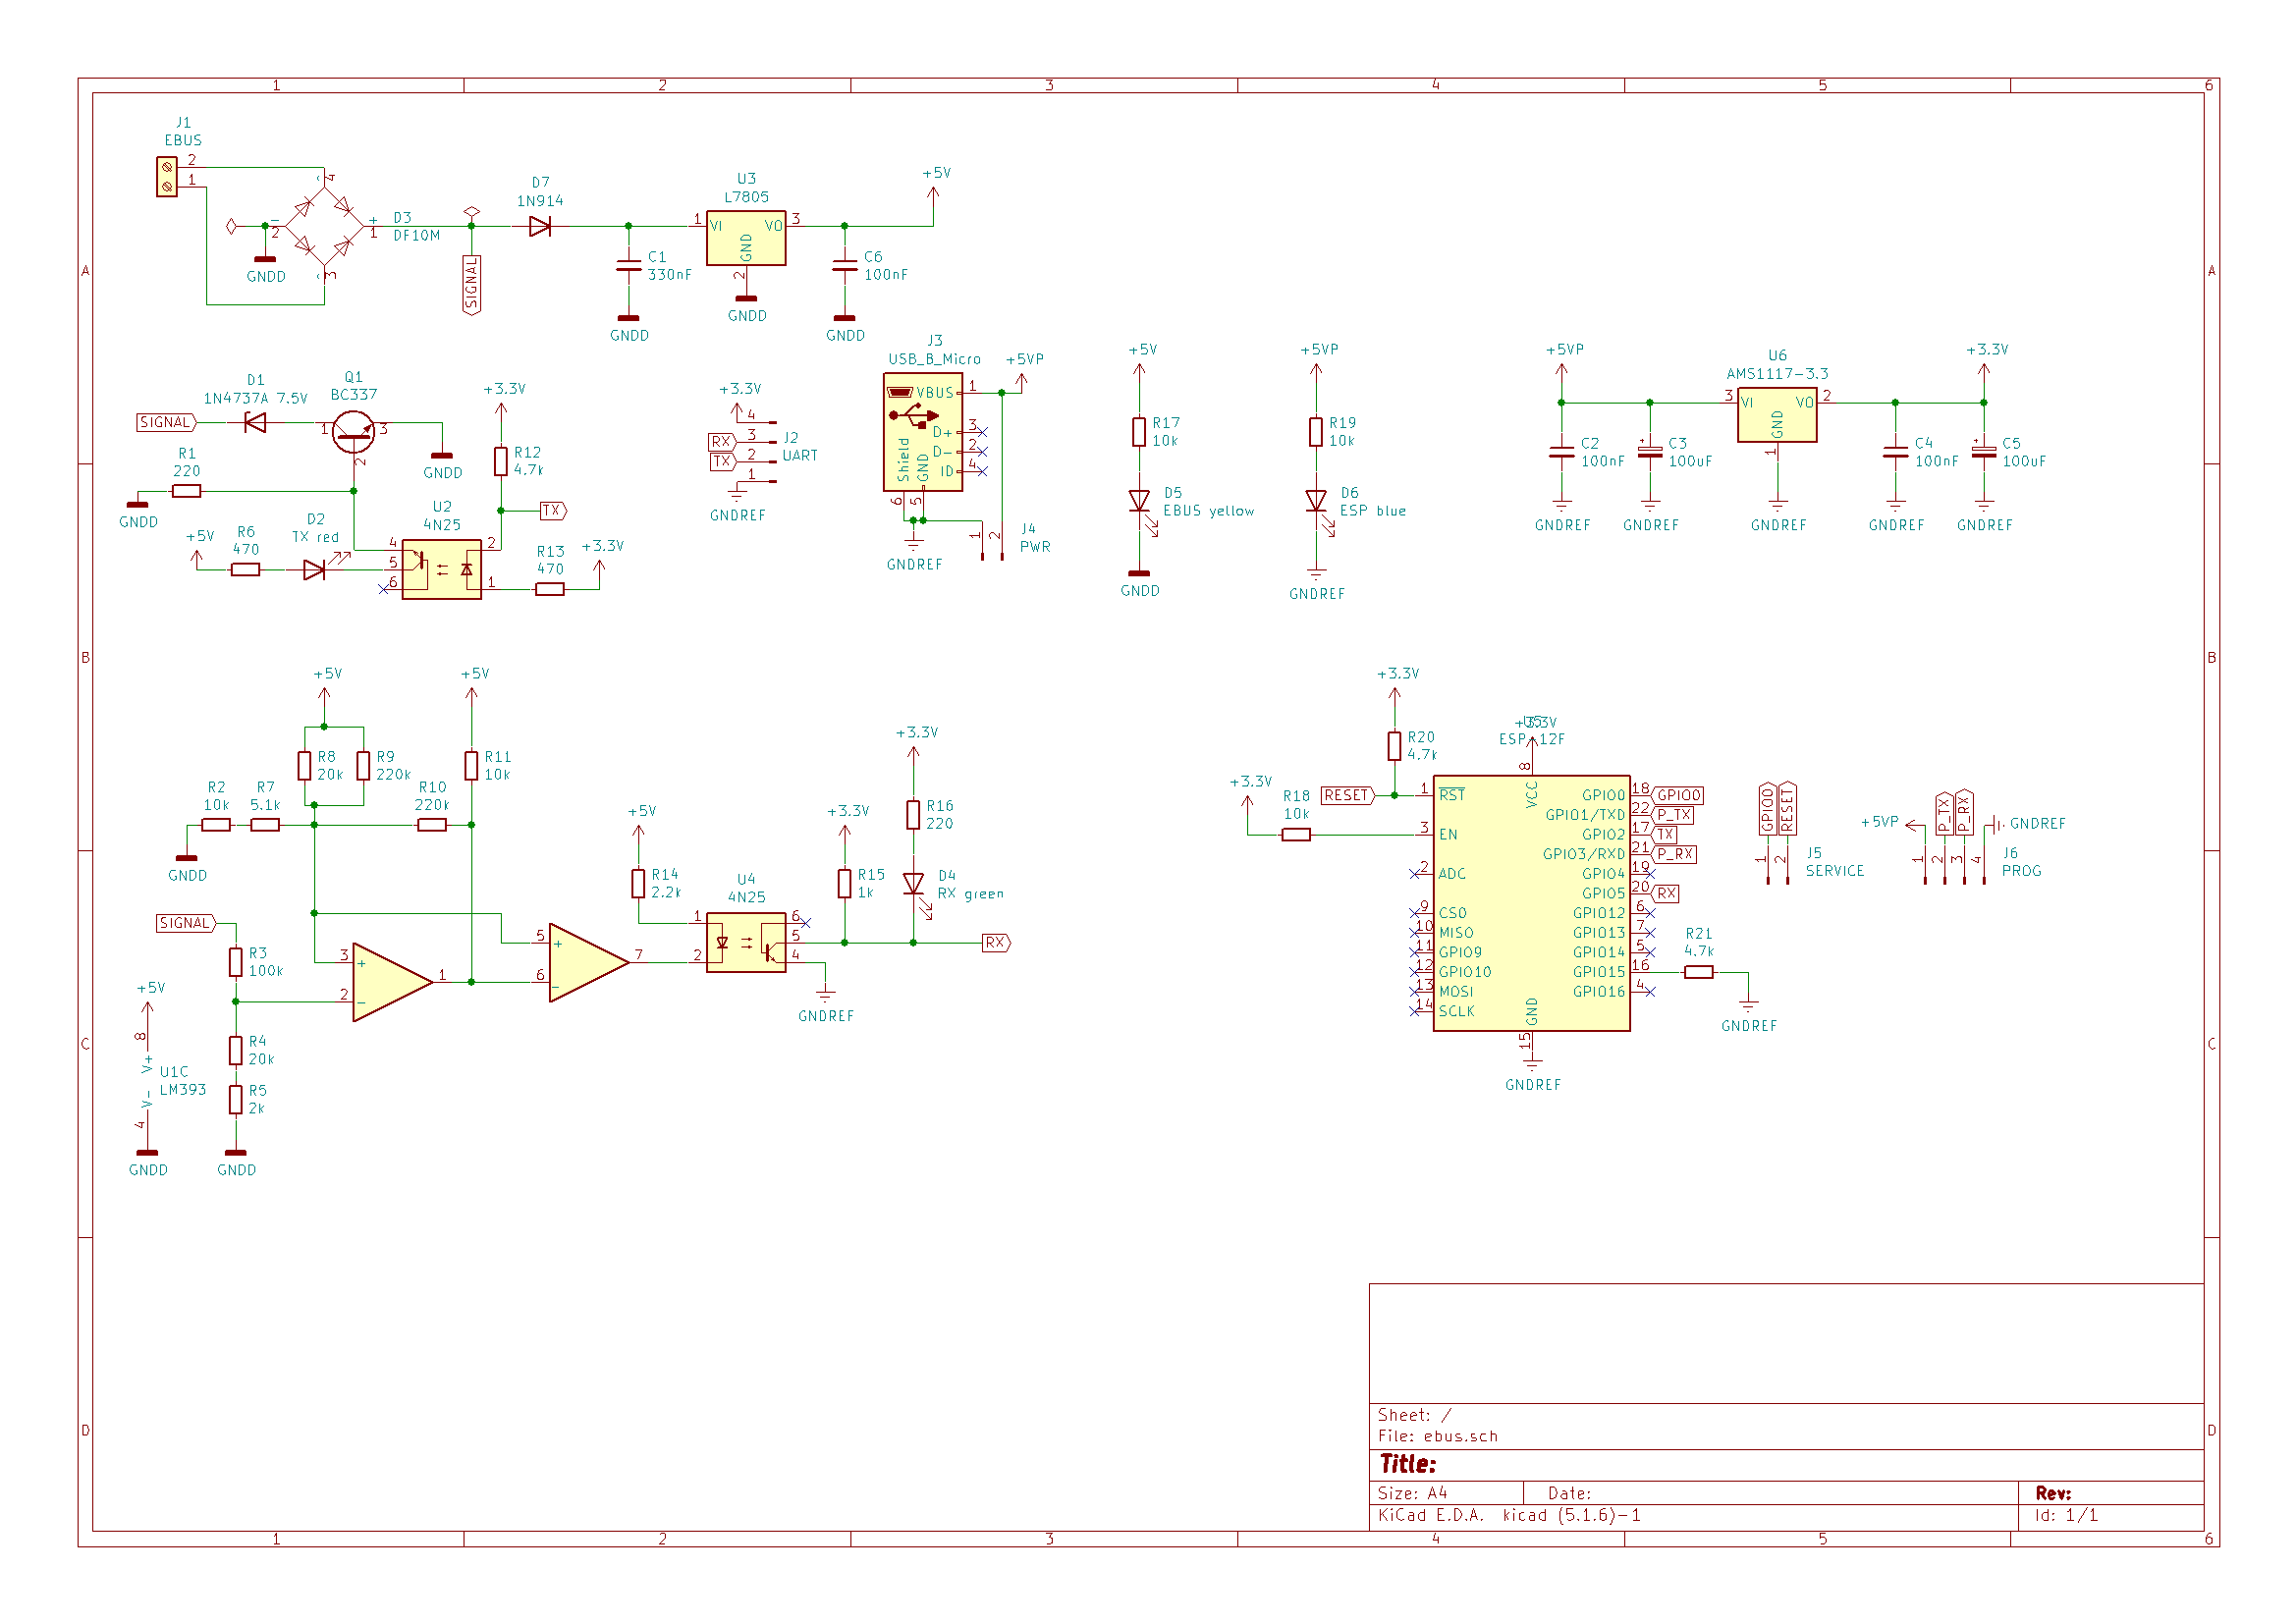 1 2 3 4 5 6
A
B
C
D
A
B
C
D
1 2 3 4 5 6
J1
EBUS
2
1
4
-
2
+
1
3
D3
DF10M
GNDD
SIGNAL
D7
1N914
U3
L7805
1 VI VO 3
GND
2
GNDD
+5V
C1
330nF
GNDD
C6
100nF
GNDD
D1
1N4737A 7.5V
Q1
BC337
SIGNAL
1 3
2
GNDD
R1
220
GNDD
+3.3V
R12
4.7k
TX
U2
4N25
+5V
R6
470
D2
TX red
4
5
6
2
1
R13
470
+3.3V
+3.3V
4
RX 3
TX 2
1
J2
UART
GNDREF
J3
USB_B_Micro
+5VP
VBUS 1
D+ 3
D- 2
ID 4
Shield
GND
6
5
GNDREF
1
2
J4
PWR
+5V
R17
10k
D5
EBUS yellow
GNDD
+5VP
R19
10k
D6
ESP blue
GNDREF
+5VP
U6
AMS1117-3.3
3 VI VO 2
GND
1
+3.3V
C2
100nF
C3
100uF
C4
100nF
C5
100uF
GNDREF
GNDREF
GNDREF
GNDREF
GNDREF
+5V
+5V
R8
20k
R9
220k
R11
10k
R2
10k
R7
5.1k
R10
220k
GNDD
SIGNAL
R3
100k
3 +
2 -
1
5 +
6 -
7
+5V
8
V+
V-
4
U1C
LM393
GNDD
R4
20k
R5
2k
GNDD
+5V
R14
2.2k
U4
4N25
1
2
6
5
4
GNDREF
+3.3V
R15
1k
+3.3V
R16
220
D4
RX green
RX
+3.3V
R20
4.7k
+3.3V
R18
10k
RESET
U5
+3.3V
ESP-12F
8
VCC
1 RST
3 EN
2 ADC
9 CS0
10 MISO
11 GPIO9
12 GPIO10
13 MOSI
14 SCLK
GPIO0 18 GPIO0
GPIO1/TXD 22 P_TX
GPIO2 17 TX
GPIO3/RXD 21 P_RX
GPIO4 19
GPIO5 20 RX
GPIO12 6
GPIO13 7
GPIO14 5
GPIO15 16
GPIO16 4
GND
15
GNDREF
R21
4.7k
GNDREF
GPIO0
RESET
1
2
J5
SERVICE
+5VP
P_TX
P_RX
GNDREF
1
2
3
4
J6
PROG
Sheet: /
File: ebus.sch
Title:
Size: A4 Date: Rev:
KiCad E.D.A. kicad (5.1.6)-1 Id: 1/1